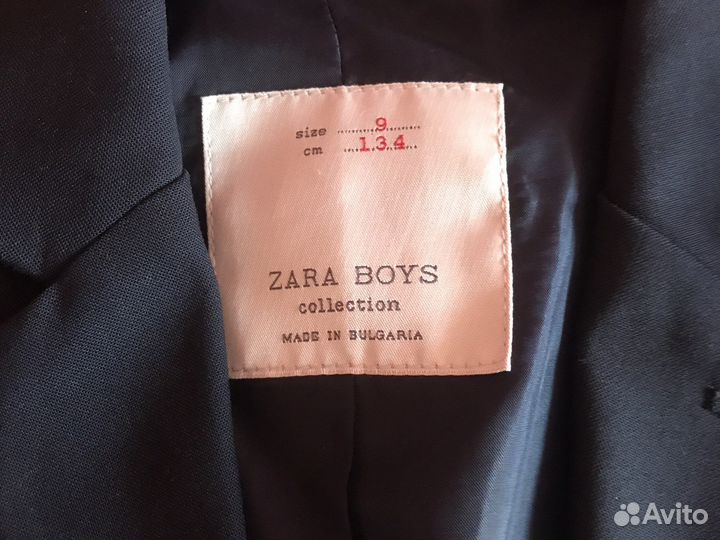 size 9
cm 134
ZARA BOYS
collection
MADE IN BULGARIA
Avito